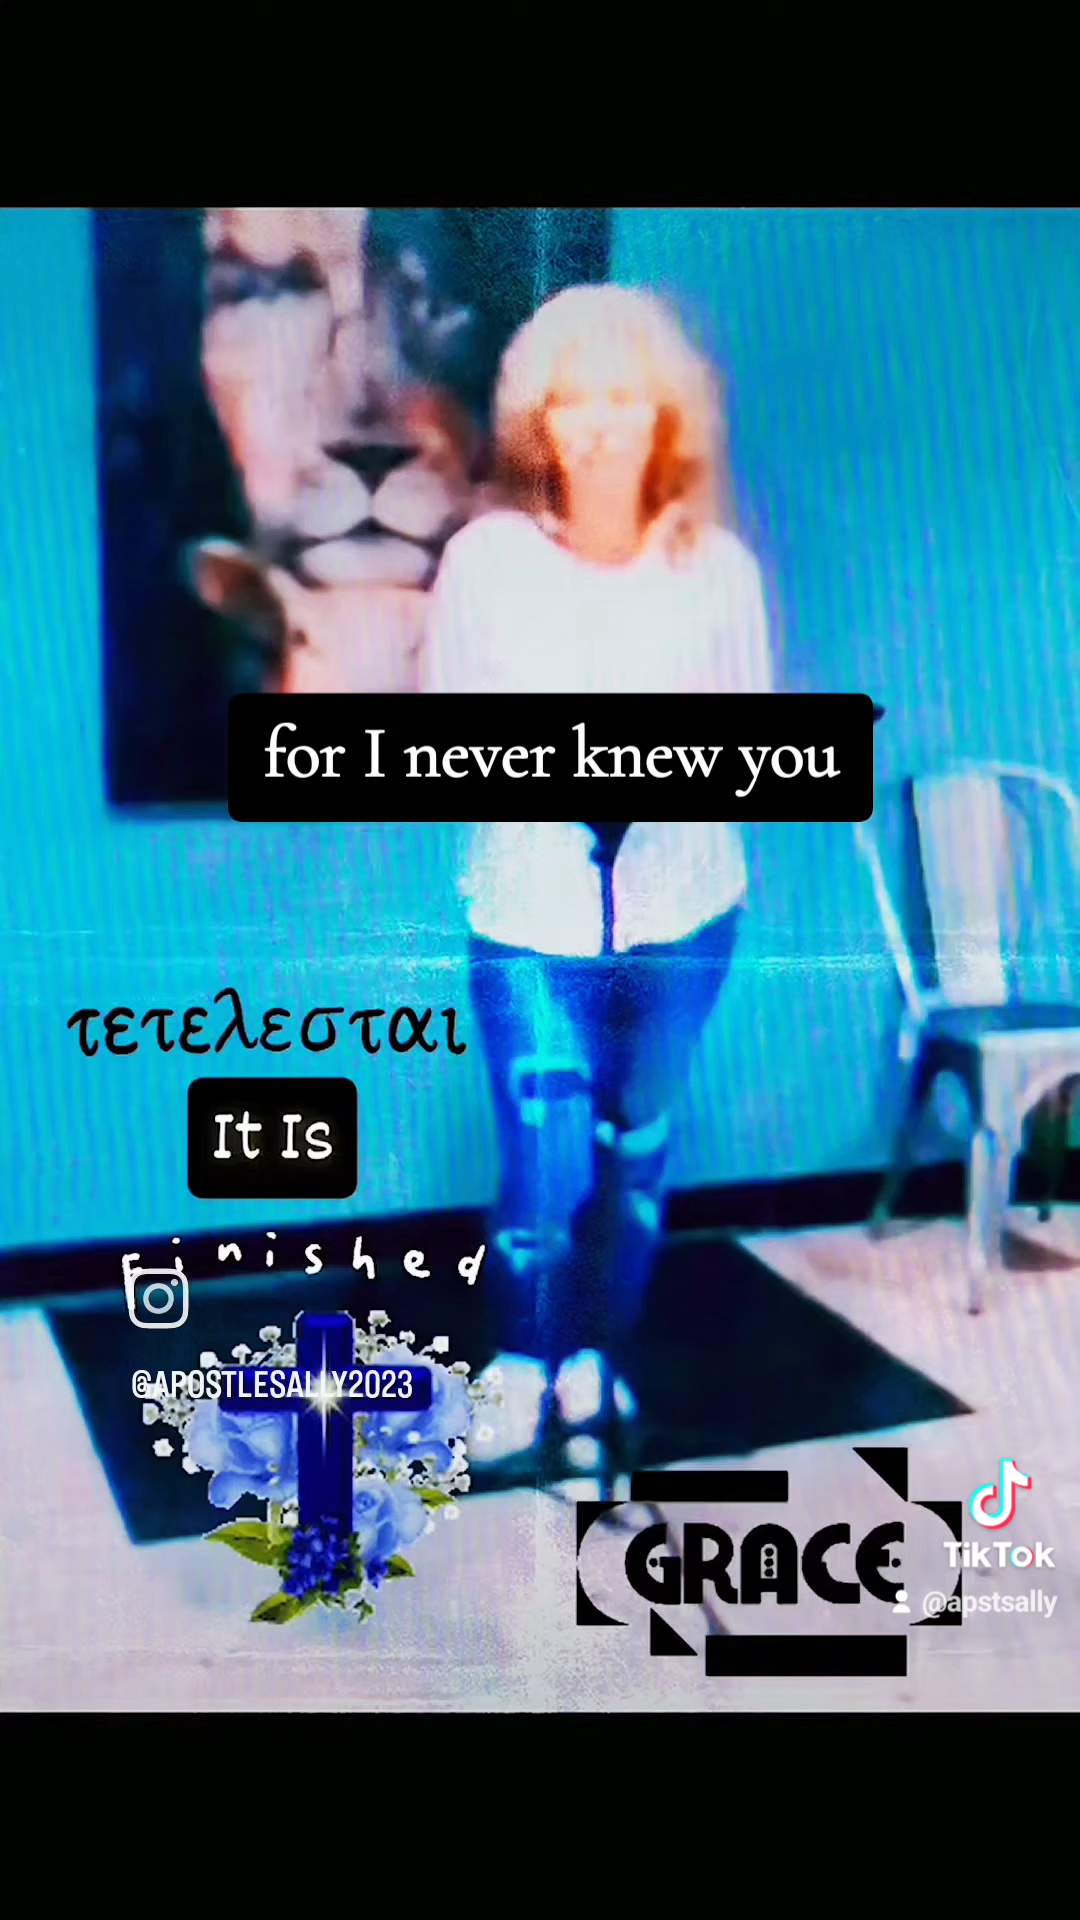 for I never knew you
τετελεσται
It Is
Finished
@APOSTLESALLY2023
GRACE
TikTok
@apstsally